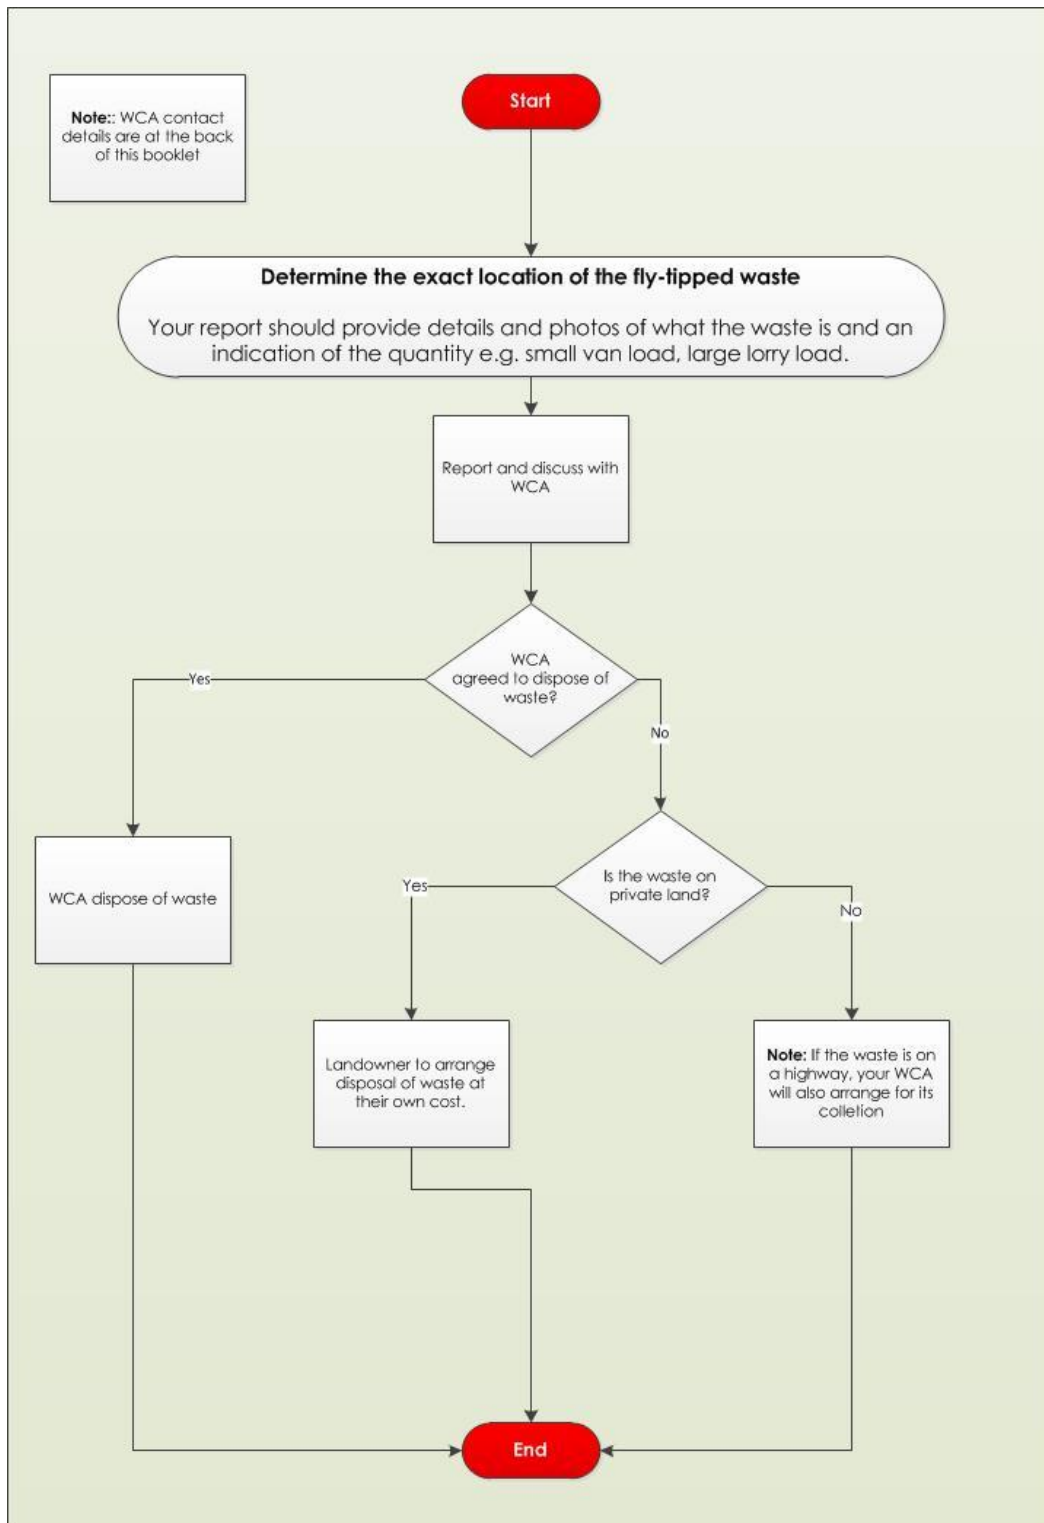 Start
Note:: WCA contact
details are at the back
of this booklet
Determine the exact location of the fly-tipped waste
Your report should provide details and photos of what the waste is and an
indication of the quantity e.g. small van load, large lorry load.
Report and discuss with
WCA
WCA
agreed to dispose of
waste?
Yes
No
WCA dispose of waste
Is the waste on
private land?
Yes
No
Landowner to arrange
disposal of waste at
their own cost.
Note: If the waste is on
a highway, your WCA
will also arrange for its
colletion
End